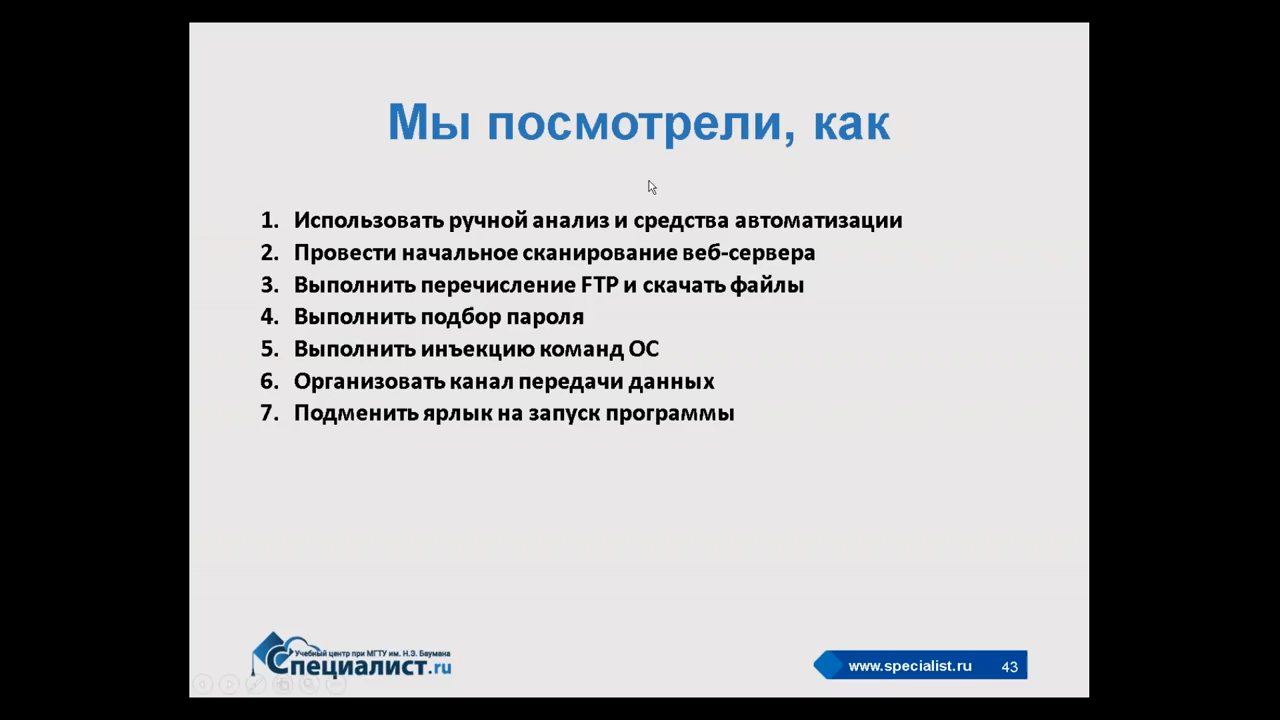 Мы посмотрели, как
1. Использовать ручной анализ и средства автоматизации
2. Провести начальное сканирование веб-сервера
3. Выполнить перечисление FTP и скачать файлы
4. Выполнить подбор пароля
5. Выполнить инъекцию команд ОС
6. Организовать канал передачи данных
7. Подменить ярлык на запуск программы
Учебный центр при МГТУ им. Н.Э. Баумана
Специалист.ru
www.specialist.ru 43